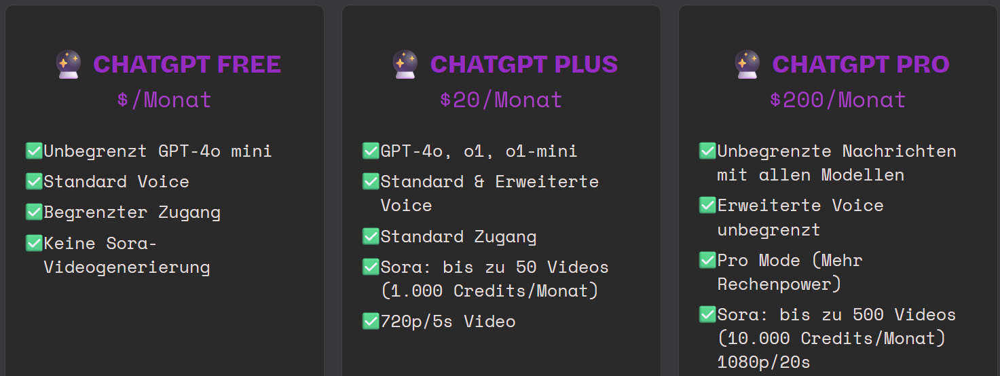 CHATGPT FREE
$/Monat
✅Unbegrenzt GPT-4o mini
✅Standard Voice
✅Begrenzter Zugang
✅Keine Sora-
Videogenerierung
CHATGPT PLUS
$20/Monat
✅GPT-4o, o1, o1-mini
✅Standard & Erweiterte
Voice
✅Standard Zugang
✅Sora: bis zu 50 Videos
(1.000 Credits/Monat)
✅720p/5s Video
CHATGPT PRO
$200/Monat
✅Unbegrenzte Nachrichten
mit allen Modellen
✅Erweiterte Voice
unbegrenzt
✅Pro Mode (Mehr
Rechenpower)
✅Sora: bis zu 500 Videos
(10.000 Credits/Monat)
1080p/20s